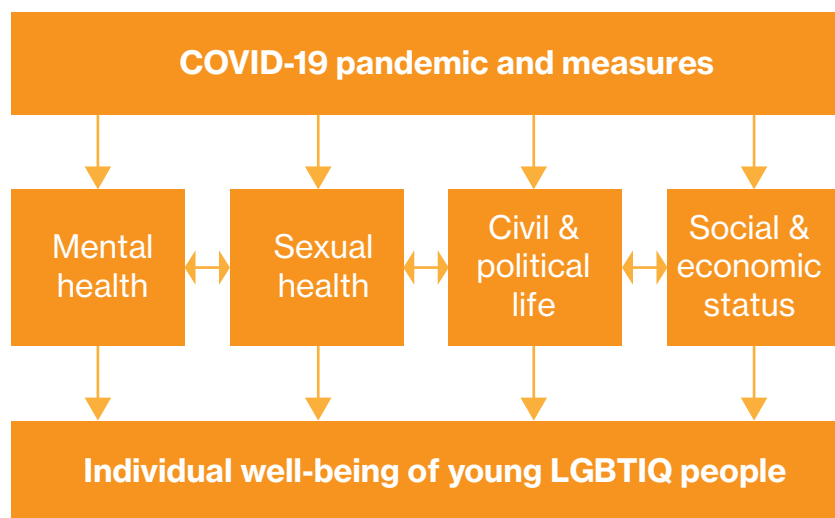 COVID-19 pandemic and measures
Mental
health
Sexual
health
Civil &
political
life
Social &
economic
status
Individual well-being of young LGBTIQ people